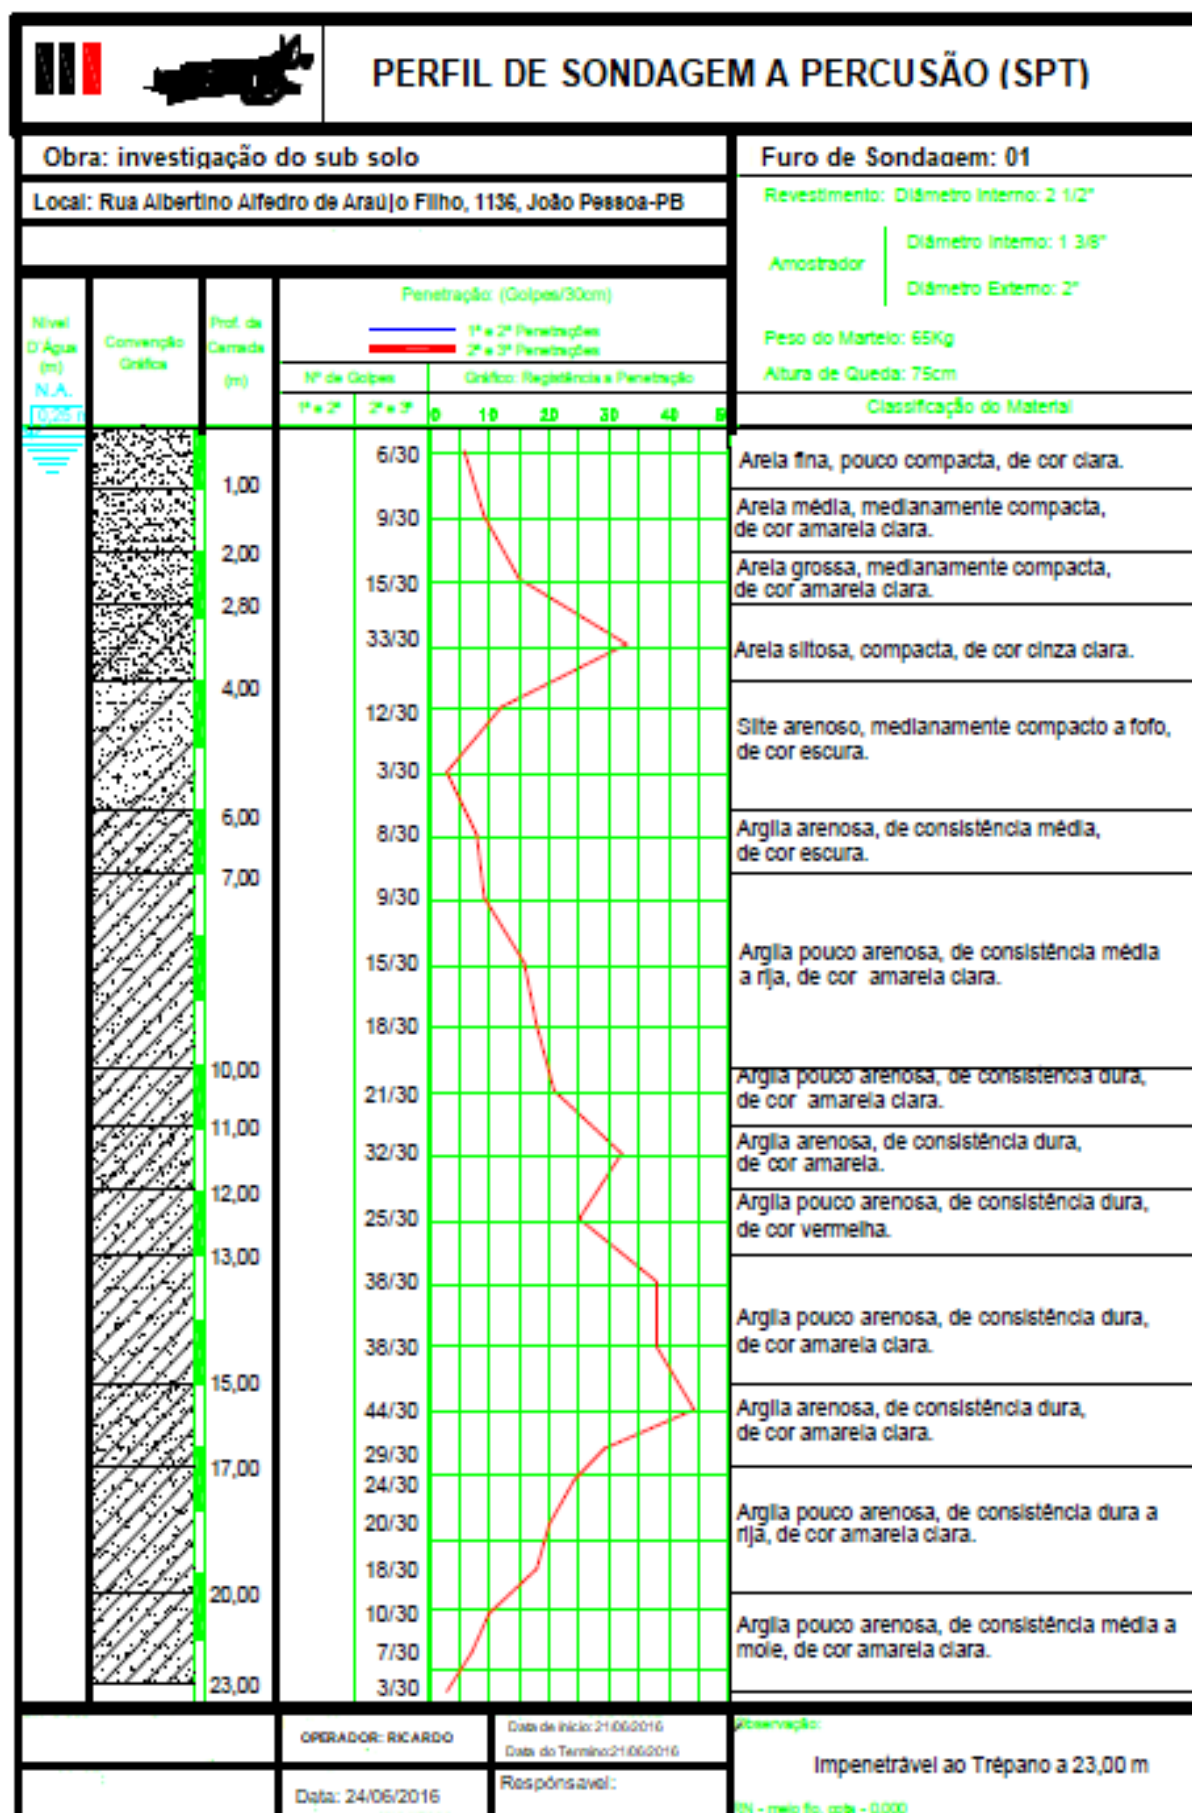 PERFIL DE SONDAGEM A PERCUSÃO (SPT)
Obra: investigação do sub solo
Furo de Sondagem: 01
Local: Rua Albertino Alfedro de Araújo Filho, 1136, João Pessoa-PB
Revestimento: Diâmetro Interno: 2 1/2"
Amostrador
Diâmetro Interno: 1 3/8"
Diâmetro Externo: 2"
Peso do Martelo: 65Kg
Altura de Queda: 75cm
Classificação do Material
Nível
D'Água
(m)
N.A.
0,25 m
Convenção
Gráfica
Prof. da
Camada
(m)
Penetração: (Golpes/30cm)
1ª e 2ª Penetrações
2ª e 3ª Penetrações
Nº de Golpes
Gráfico: Registência a Penetração
1ª e 2ª
2ª e 3ª
0 10 20 30 40
6/30
Areia fina, pouco compacta, de cor clara.
1,00
9/30
Areia média, medianamente compacta,
de cor amarela clara.
2,00
15/30
Areia grossa, medianamente compacta,
de cor amarela clara.
2,80
33/30
Areia siltosa, compacta, de cor cinza clara.
4,00
12/30
Silte arenoso, medianamente compacto a fofo,
de cor escura.
3/30
6,00
8/30
Argila arenosa, de consistência média,
de cor escura.
7,00
9/30
15/30
Argila pouco arenosa, de consistência média
a rija, de cor amarela clara.
18/30
10,00
21/30
Argila pouco arenosa, de consistência dura,
de cor amarela clara.
11,00
32/30
Argila arenosa, de consistência dura,
de cor amarela.
12,00
25/30
Argila pouco arenosa, de consistência dura,
de cor vermelha.
13,00
38/30
Argila pouco arenosa, de consistência dura,
de cor amarela clara.
38/30
15,00
44/30
Argila arenosa, de consistência dura,
de cor amarela clara.
29/30
17,00
24/30
20/30
Argila pouco arenosa, de consistência dura a
rija, de cor amarela clara.
18/30
20,00
10/30
Argila pouco arenosa, de consistência média a
mole, de cor amarela clara.
7/30
23,00
3/30
OPERADOR: RICARDO
Data de início: 21/06/2016
Data do Termino:21/06/2016
Observação:
Impenetrável ao Trépano a 23,00 m
Data: 24/06/2016
Respónsavel:
RN - meio fio, cota - 0,000